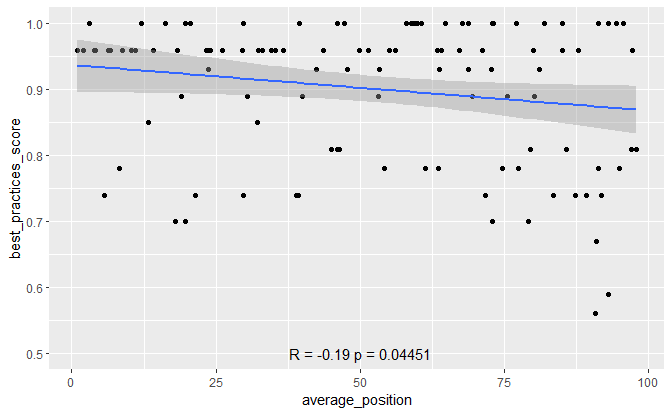 best_practices_score
1.0
0.9
0.8
0.7
0.6
0.5
R = -0.19 p = 0.04451
0 25 50 75 100
average_position